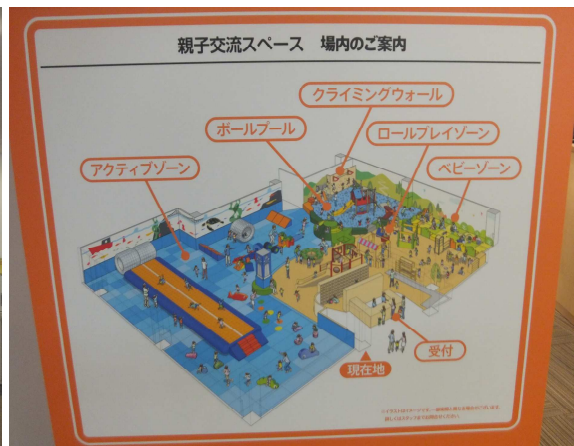 親子交流スペース　場内のご案内
クライミングウォール
ボールプール
ロールプレイゾーン
アクティブゾーン
ベビーゾーン
受付
現在地